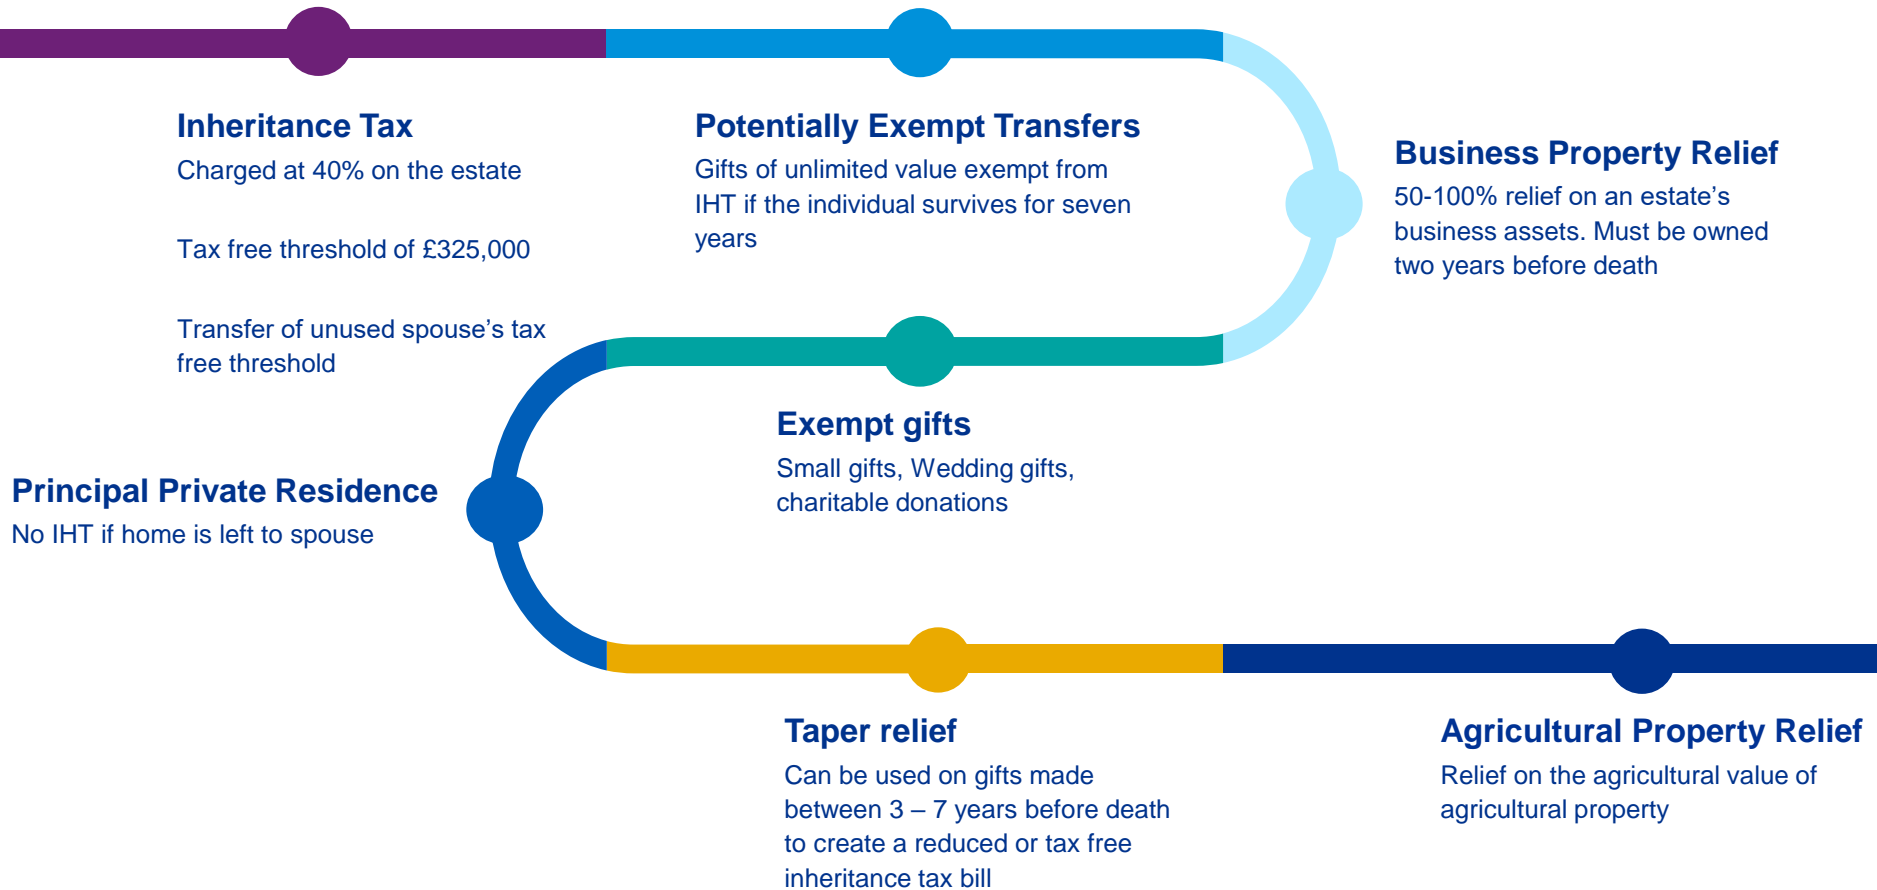 Inheritance Tax
Charged at 40% on the estate
Tax free threshold of £325,000
Transfer of unused spouse's tax
free threshold
Potentially Exempt Transfers
Gifts of unlimited value exempt from
IHT if the individual survives for seven
years
Business Property Relief
50-100% relief on an estate's
business assets. Must be owned
two years before death
Exempt gifts
Small gifts, Wedding gifts,
charitable donations
Principal Private Residence
No IHT if home is left to spouse
Taper relief
Can be used on gifts made
between 3 – 7 years before death
to create a reduced or tax free
inheritance tax bill
Agricultural Property Relief
Relief on the agricultural value of
agricultural property